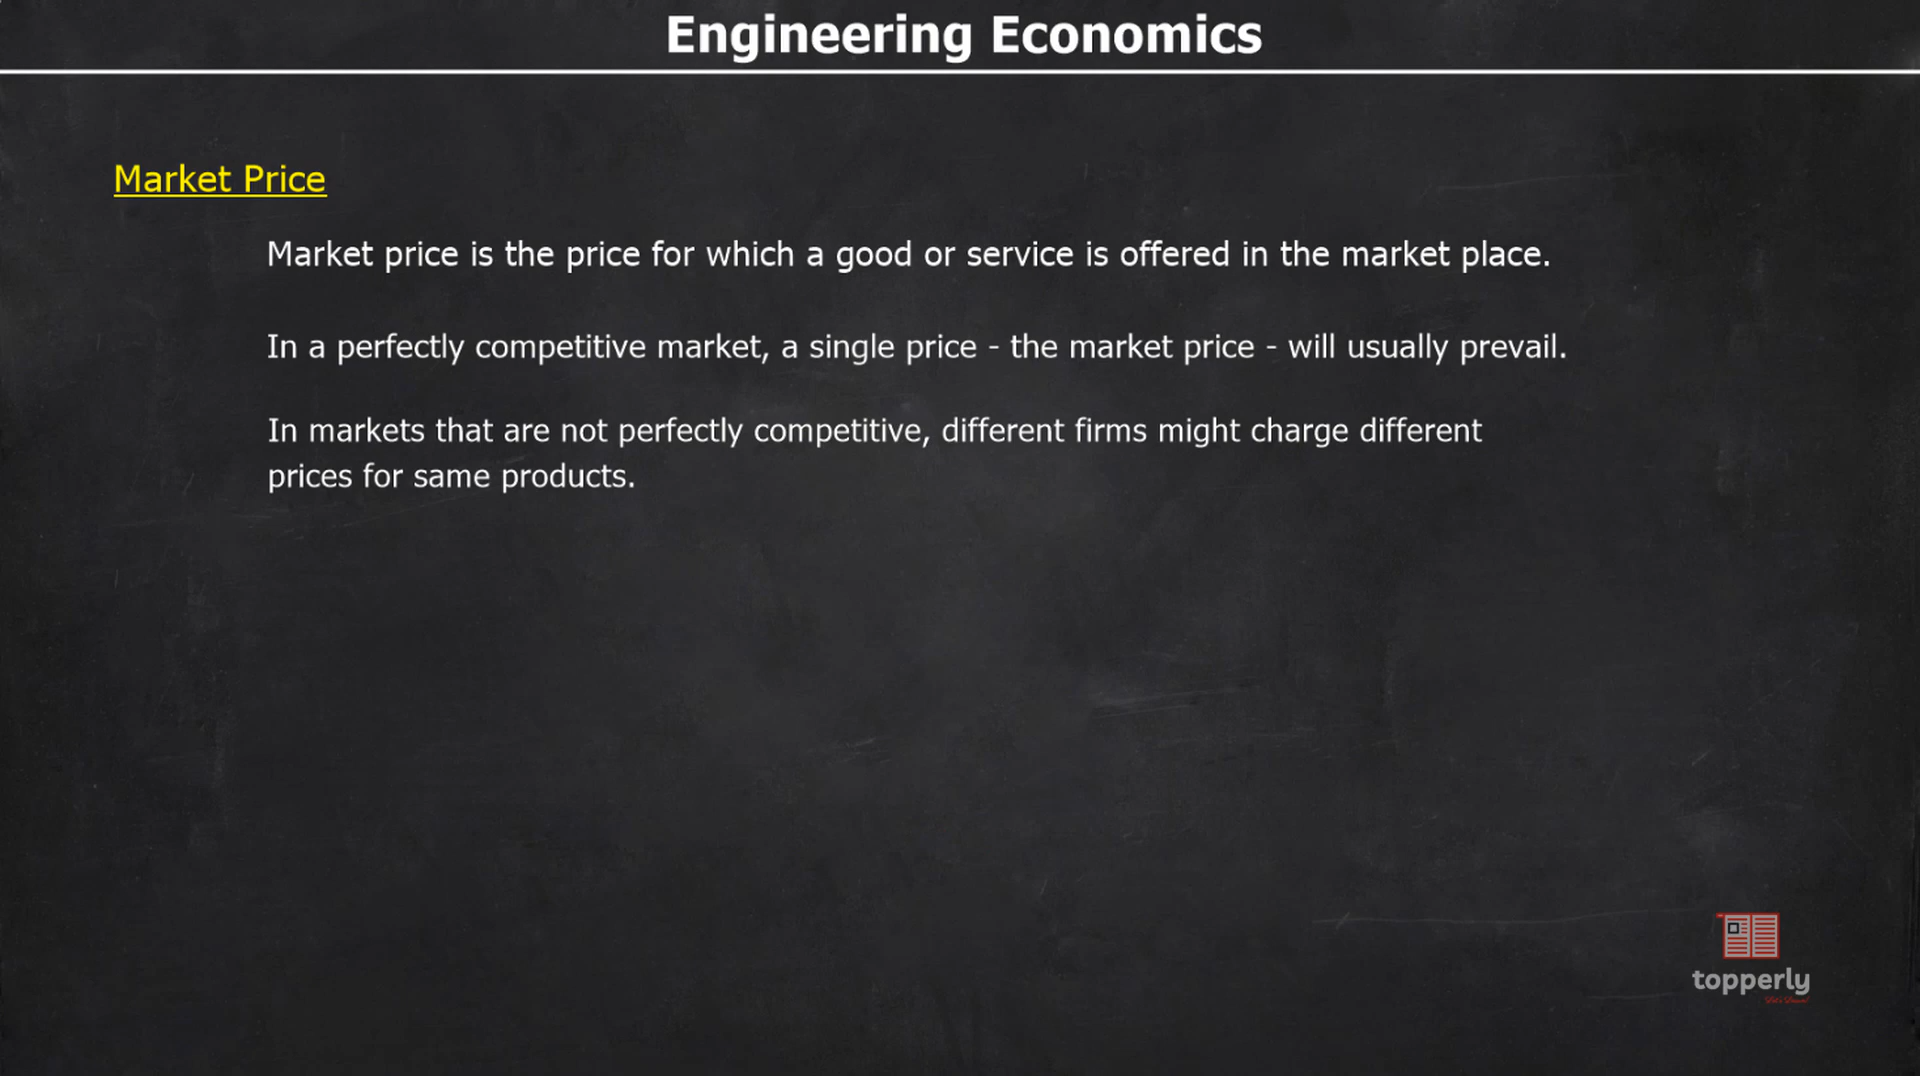 Engineering Economics
Market Price
Market price is the price for which a good or service is offered in the market place.
In a perfectly competitive market, a single price - the market price - will usually prevail.
In markets that are not perfectly competitive, different firms might charge different
prices for same products.
topperly